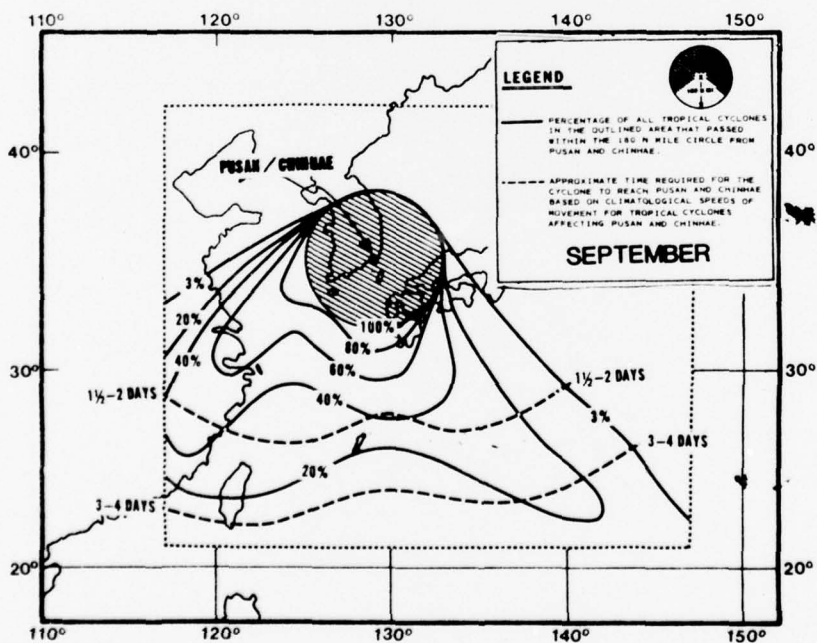 110°
120°
130°
140°
150°
LEGEND
PERCENTAGE OF ALL TROPICAL CYCLONES
IN THE OUTLINED AREA THAT PASSED
WITHIN THE 180 N MILE CIRCLE FROM
PUSAN AND CHINHAE.
APPROXIMATE TIME REQUIRED FOR THE
CYCLONE TO REACH PUSAN AND CHINHAE
BASED ON CLIMATOLOGICAL SPEEDS OF
MOVEMENT FOR TROPICAL CYCLONES
AFFECTING PUSAN AND CHINHAE.
SEPTEMBER
40°
40°
PUSAN / CHINHAE
3%
20%
40%
100%
80%
60%
30°
30°
1½-2 DAYS
40%
1½-2 DAYS
3%
3-4 DAYS
20%
3-4 DAYS
20°
20°
110°
120°
130°
140°
150°